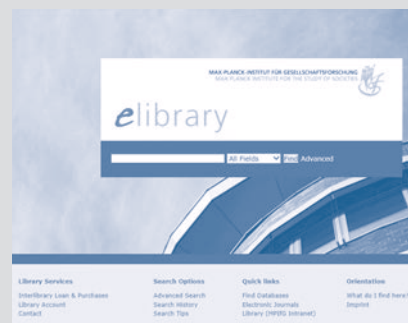 MAX-PLANCK-INSTITUT FÜR GESELLSCHAFTSFORSCHUNG
MAX PLANCK INSTITUTE FOR THE STUDY OF SOCIETIES
elibrary
All Fields Find Advanced
Library Services Search Options Quick links Orientation
Interlibrary Loan & Purchases Advanced Search Find Databases What do I find here?
Library Account Search History Electronic Journals Imprint
Contact Search Tips Library (MPIfG Intranet)